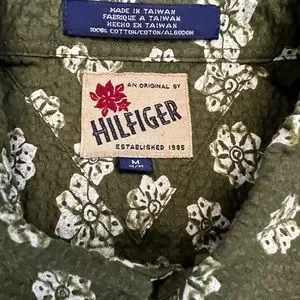 MADE IN TAIWAN
FABRIQUE A TAIWAN
HECHO EN TAIWAN
100% COTTON/COTON/ALGODON
AN ORIGINAL BY
HILFIGER
ESTABLISHED 1985
M
M/M